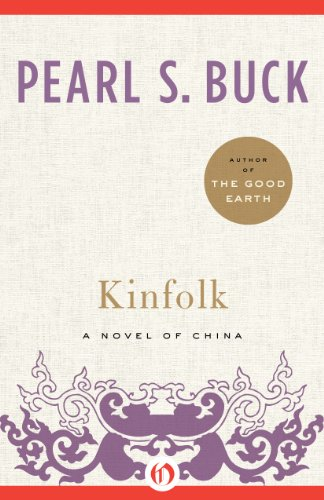 PEARL S. BUCK
AUTHOR
OF
THE GOOD
EARTH
Kinfolk
A NOVEL OF CHINA